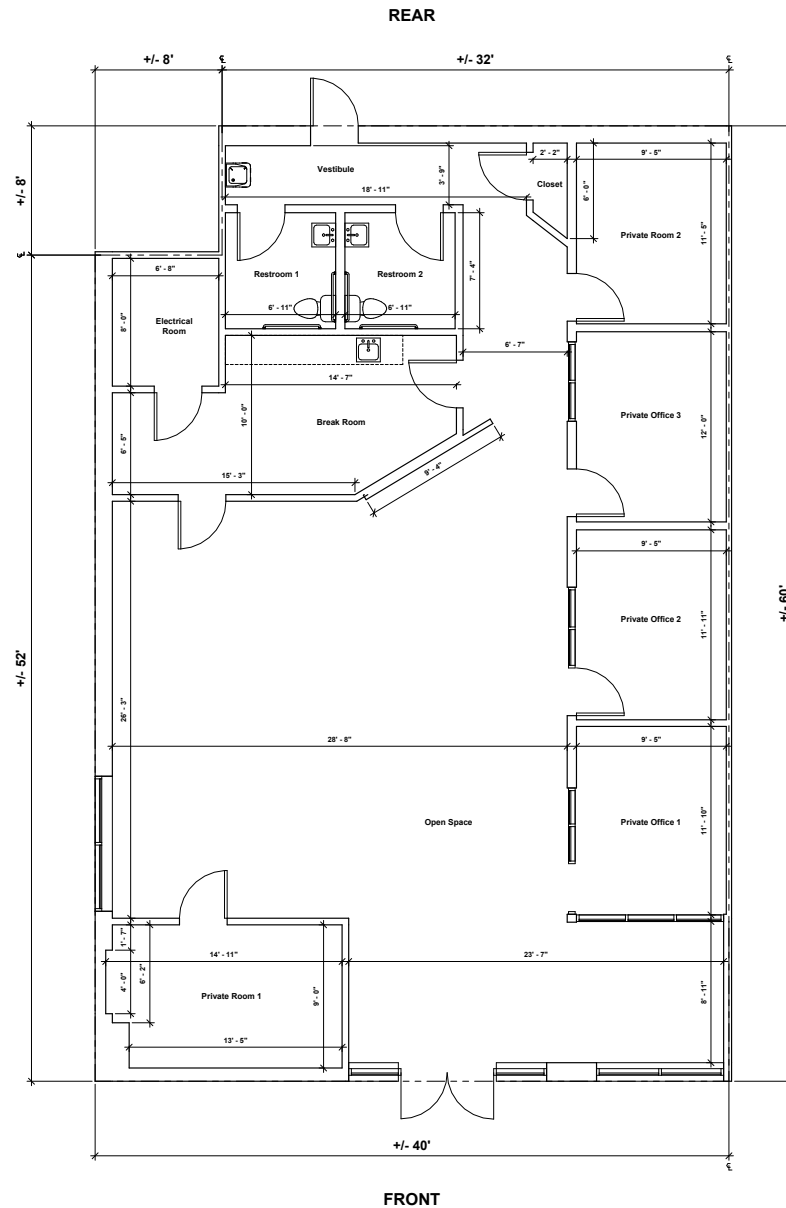 REAR
+/- 8'
+/- 32'
℄
℄
+/- 8'
℄
+/- 52'
+/- 60'
Vestibule
18' - 11"
3' - 9"
2' - 2"
Closet
6' - 0"
9' - 5"
Private Room 2
11' - 5"
Restroom 1
6' - 11"
Restroom 2
6' - 11"
7' - 4"
6' - 7"
6' - 8"
Electrical
Room
8' - 0"
14' - 7"
Break Room
10' - 0"
6' - 5"
15' - 3"
9' - 4"
Private Office 3
12' - 0"
9' - 5"
Private Office 2
11' - 11"
26' - 3"
28' - 8"
9' - 5"
Open Space
Private Office 1
11' - 10"
1' - 7"
14' - 11"
4' - 0"
6' - 2"
Private Room 1
9' - 0"
13' - 5"
23' - 7"
8' - 11"
+/- 40'
℄
FRONT